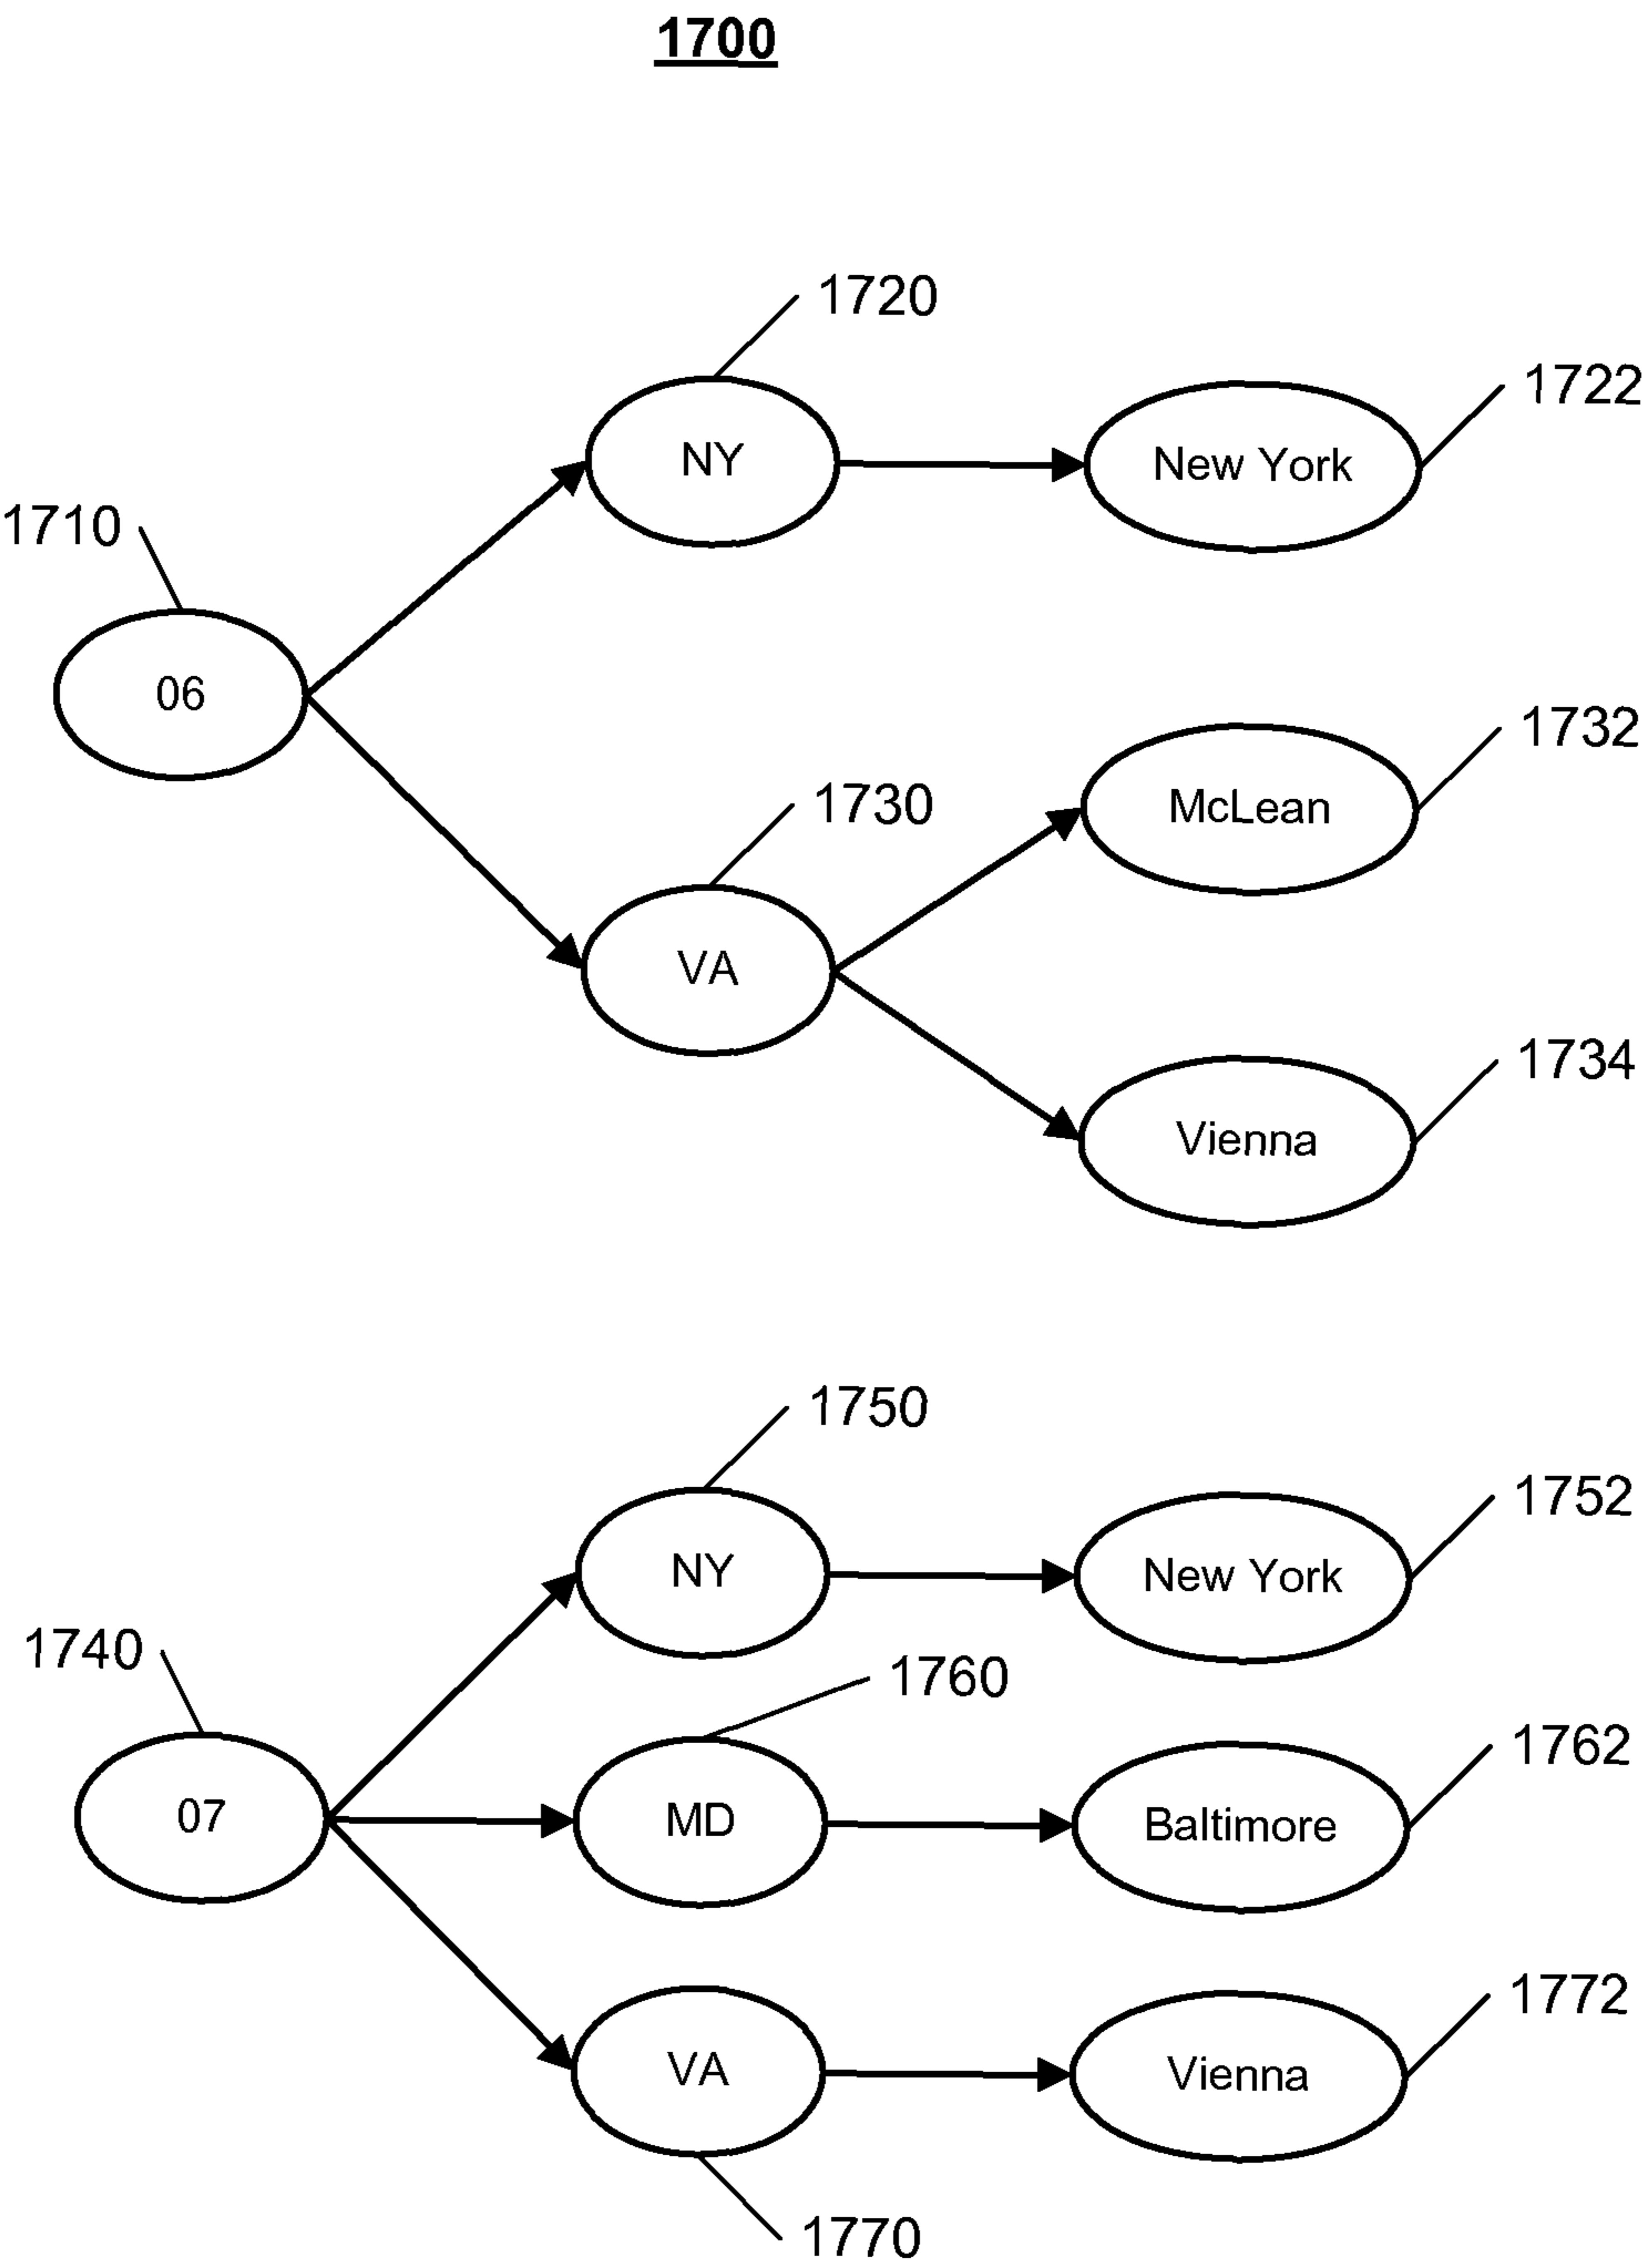 1700
1720
NY
1722
New York
1710
06
1732
McLean
1730
VA
1734
Vienna
1750
NY
1752
New York
1740
07
1760
MD
1762
Baltimore
1772
VA
Vienna
1770